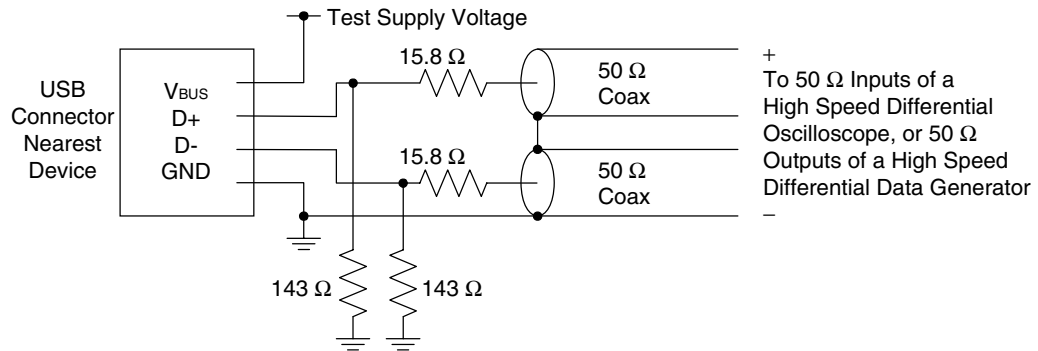 Test Supply Voltage
USB
Connector
Nearest
Device
VBUS
D+
D-
GND
15.8 Ω
50 Ω
Coax
15.8 Ω
50 Ω
Coax
+
To 50 Ω Inputs of a
High Speed Differential
Oscilloscope, or 50 Ω
Outputs of a High Speed
Differential Data Generator
−
143 Ω
143 Ω